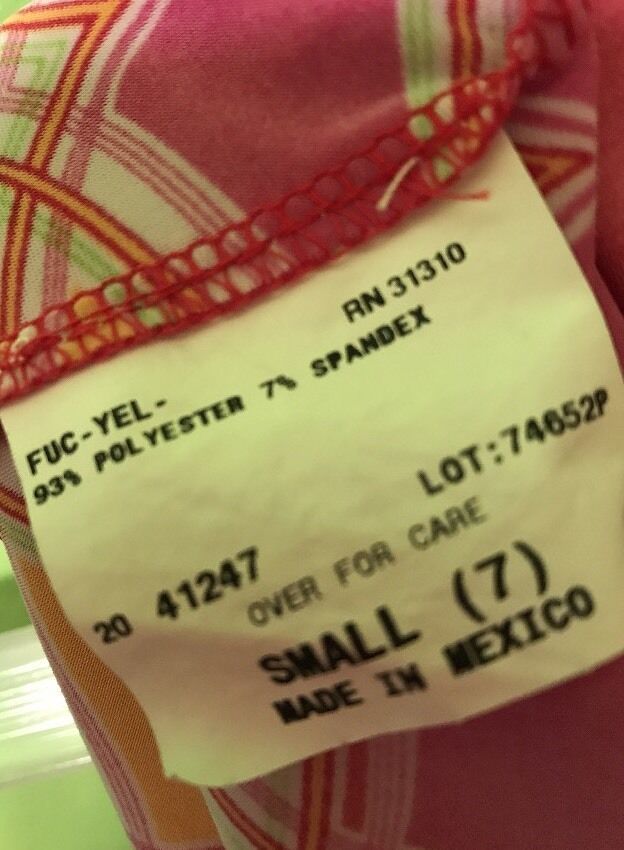 RN 31310
FUC-YEL-
93% POLYESTER 7% SPANDEX
LOT:74652P
20 41247
OVER FOR CARE
SMALL (7)
MADE IN MEXICO